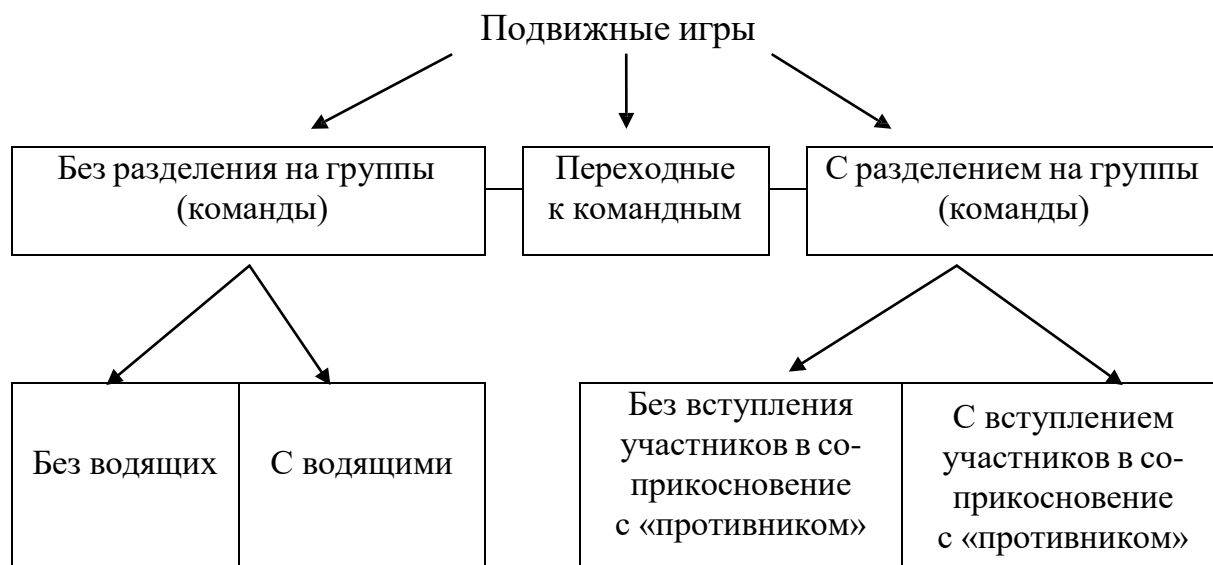 Подвижные игры
Без разделения на группы
(команды)
Переходные
к командным
С разделением на группы
(команды)
Без водящих
С водящими
Без вступления
участников в со-
прикосновение
с «противником»
С вступлением
участников в со-
прикосновение
с «противником»